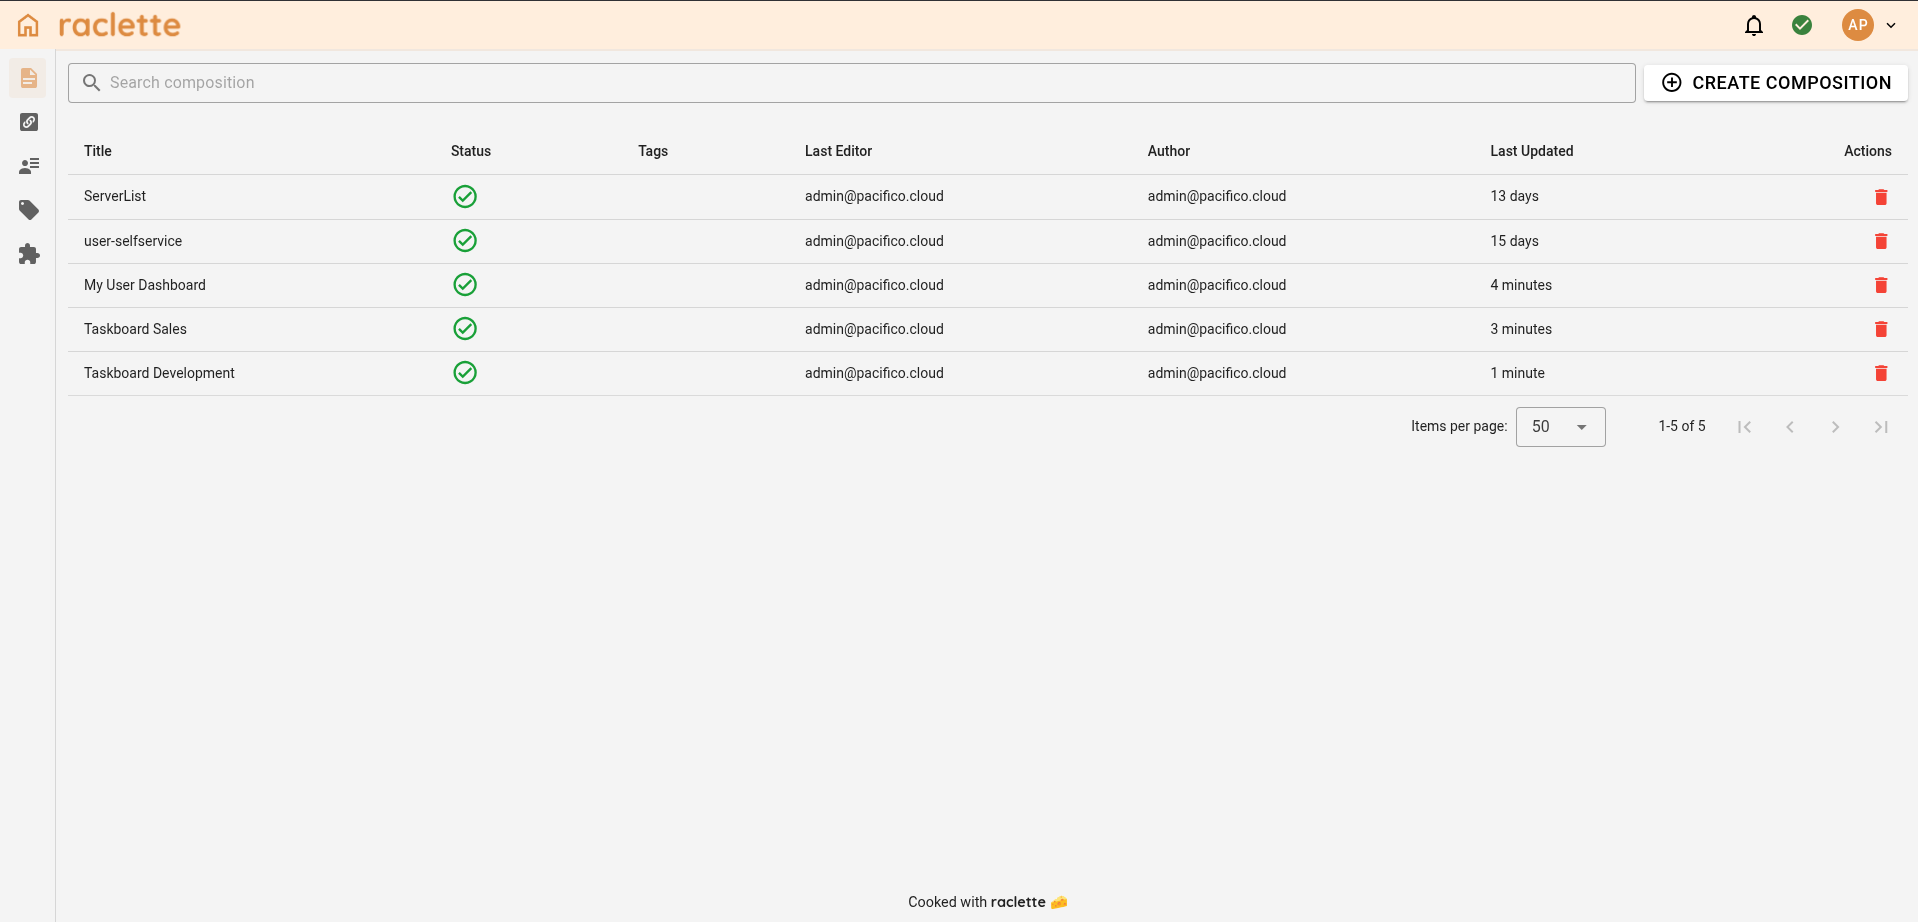 raclette
AP
Search composition
CREATE COMPOSITION
Title Status Tags Last Editor Author Last Updated Actions
ServerList admin@pacifico.cloud admin@pacifico.cloud 13 days
user-selfservice admin@pacifico.cloud admin@pacifico.cloud 15 days
My User Dashboard admin@pacifico.cloud admin@pacifico.cloud 4 minutes
Taskboard Sales admin@pacifico.cloud admin@pacifico.cloud 3 minutes
Taskboard Development admin@pacifico.cloud admin@pacifico.cloud 1 minute
Items per page: 50 1-5 of 5
Cooked with raclette 🧀